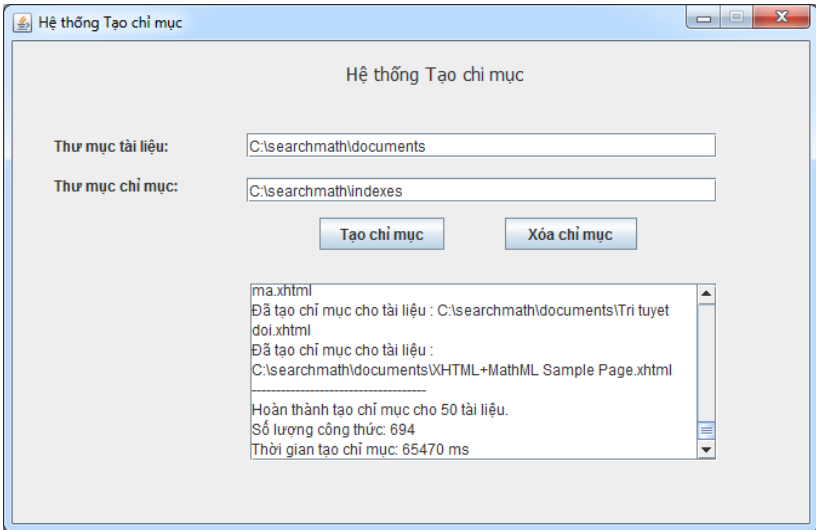 Hệ thống Tạo chỉ mục
Hệ thống Tạo chỉ mục
Thư mục tài liệu:
C:\searchmath\documents
Thư mục chỉ mục:
C:\searchmath\indexes
Tạo chỉ mục
Xóa chỉ mục
ma.xhtml
Đã tạo chỉ mục cho tài liệu : C:\searchmath\documents\Tri tuyet
doi.xhtml
Đã tạo chỉ mục cho tài liệu :
C:\searchmath\documents\XHTML+MathML Sample Page.xhtml
------------------------------------
Hoàn thành tạo chỉ mục cho 50 tài liệu.
Số lượng công thức: 694
Thời gian tạo chỉ mục: 65470 ms